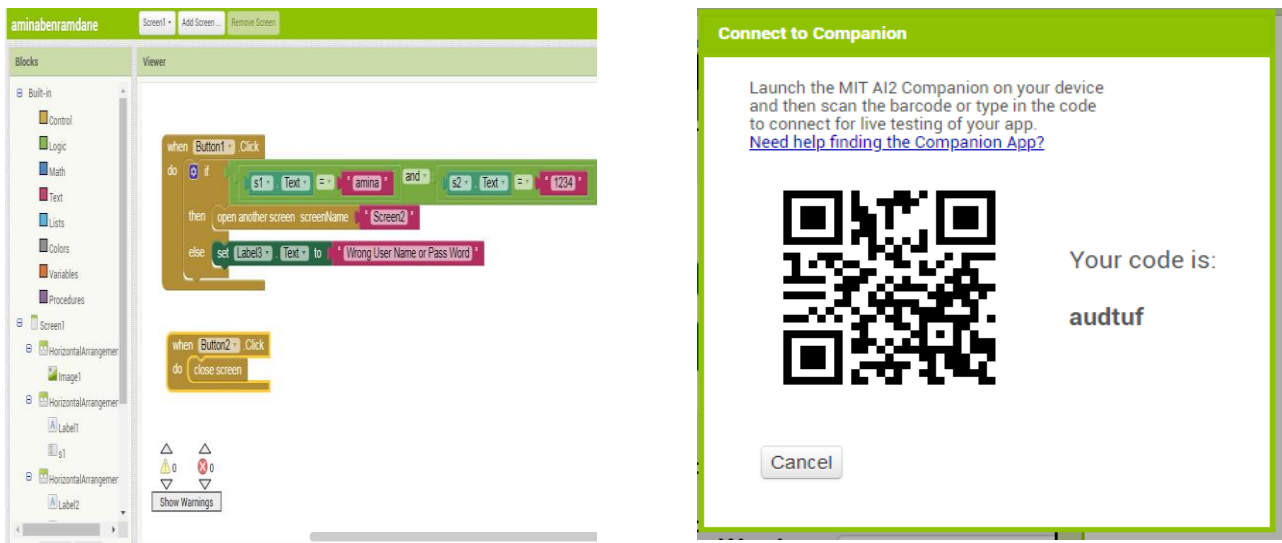 aminabenramdane
Screen1
Add Screen ...
Remove Screen
Blocks
Viewer
Built-in
Control
Logic
Math
Text
Lists
Colors
Variables
Procedures
Screen1
HorizontalArrangemer
Image1
HorizontalArrangemer
Label1
s1
HorizontalArrangemer
Label2
when Button1 .Click
do if s1 . Text = " amina " and s2 . Text = " 1234 "
then open another screen screenName " Screen2 "
else set Label3 . Text to " Wrong User Name or Pass Word "
when Button2 .Click
do close screen
0 0
Show Warnings
Connect to Companion
Launch the MIT AI2 Companion on your device
and then scan the barcode or type in the code
to connect for live testing of your app.
Need help finding the Companion App?
Your code is:
audtuf
Cancel